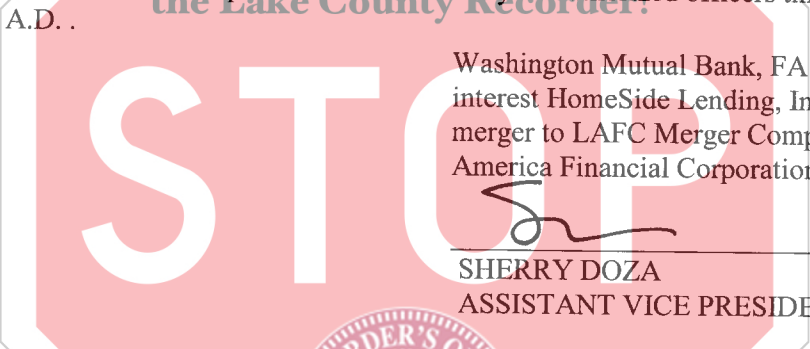 the Lake County Recorder!
A.D. .
Washington Mutual Bank, FA
interest HomeSide Lending, In
merger to LAFC Merger Comp
America Financial Corporation
STOP
SHERRY DOZA
ASSISTANT VICE PRESIDE
DER'S O